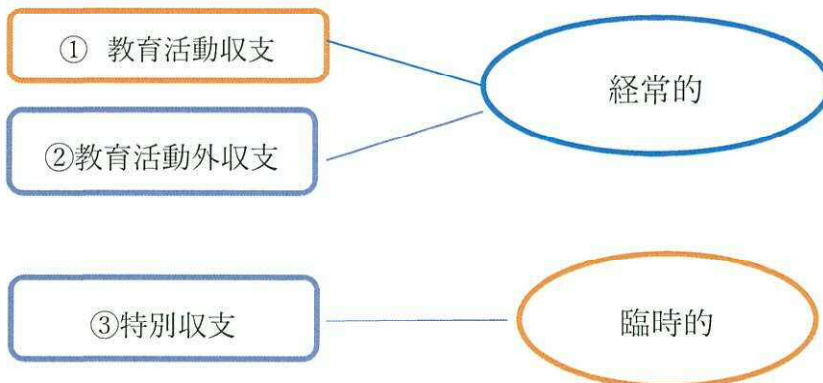 ① 教育活動収支
経常的
②教育活動外収支
③特別収支
臨時的